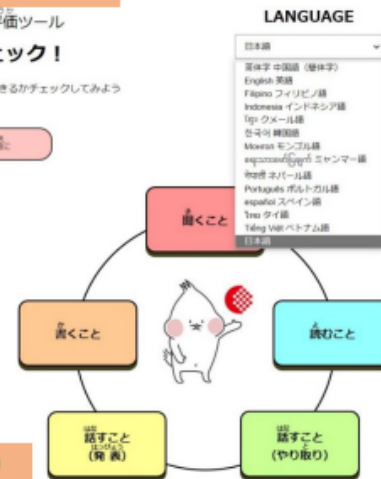 価ツール
ェック！
きるかチェックしてみよう
LANGUAGE
日本語
简体字 中国語（簡体字）
English 英語
Filipino フィリピノ語
Indonesia インドネシア語
ខ្មែរ クメール語
한국어 韓国語
Монгол モンゴル語
ミャンマー語
नेपाली ネパール語
Português ポルトガル語
español スペイン語
ไทย タイ語
Tiếng Việt ベトナム語
日本語
聞くこと
書くこと
読むこと
話すこと
（発表）
話すこと
（やり取り）